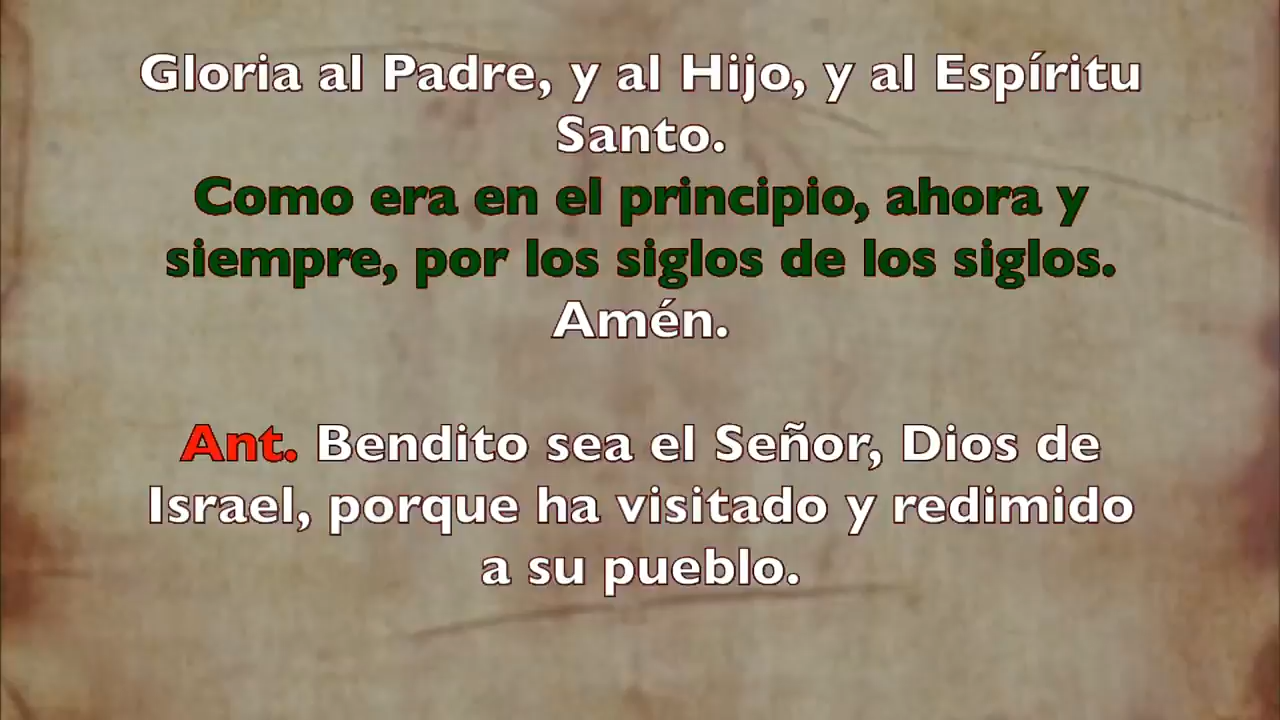 Gloria al Padre, y al Hijo, y al Espíritu
Santo.
Como era en el principio, ahora y
siempre, por los siglos de los siglos.
Amén.
Ant. Bendito sea el Señor, Dios de
Israel, porque ha visitado y redimido
a su pueblo.